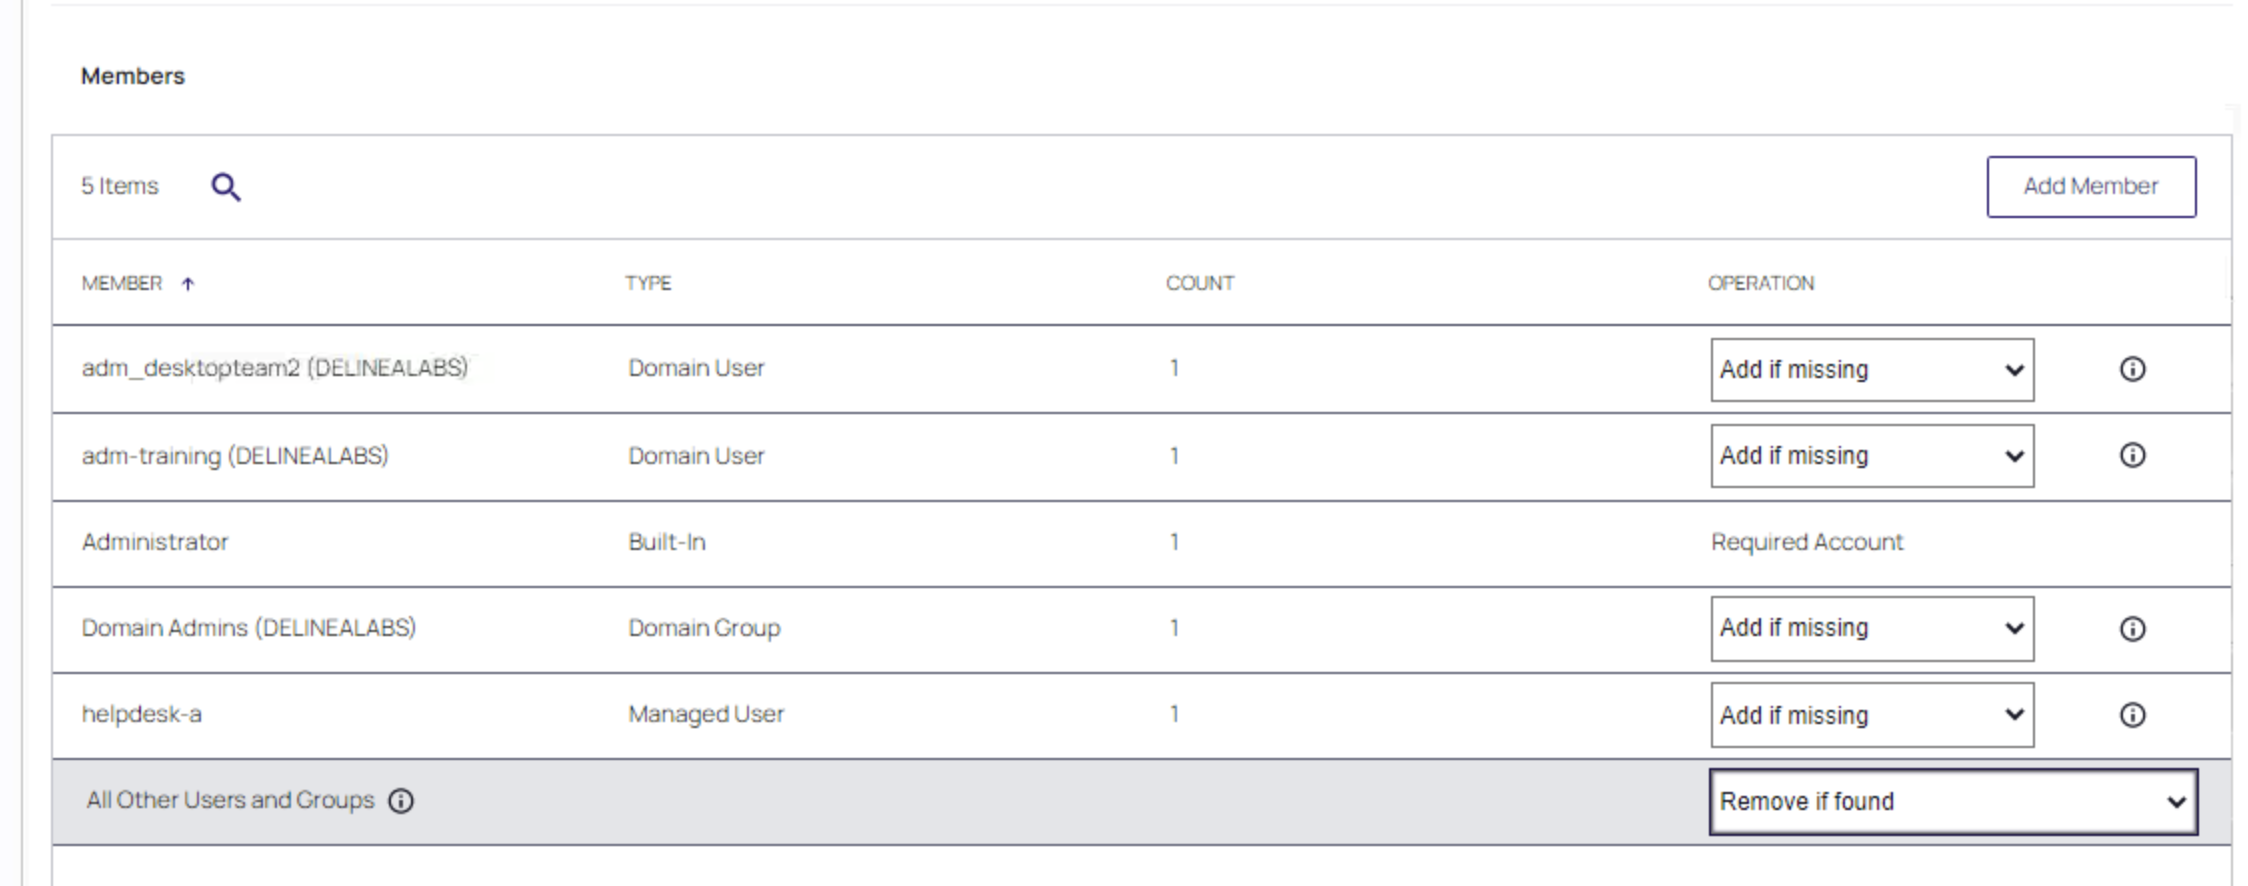 Members
5 Items
Add Member
MEMBER ↑ TYPE COUNT OPERATION
adm_desktopteam2 (DELINEALABS) Domain User 1 Add if missing
adm-training (DELINEALABS) Domain User 1 Add if missing
Administrator Built-In 1 Required Account
Domain Admins (DELINEALABS) Domain Group 1 Add if missing
helpdesk-a Managed User 1 Add if missing
All Other Users and Groups Remove if found